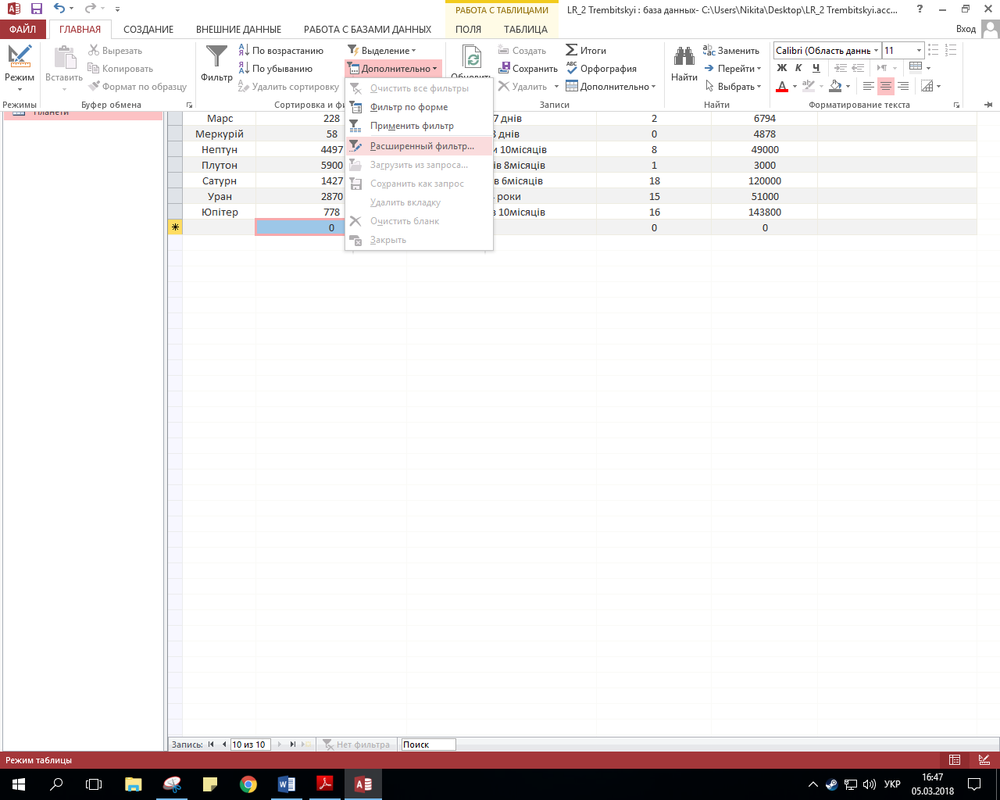 РАБОТА С ТАБЛИЦАМИ
LR_2 Trembitskyi : база данных- C:\Users\Nikita\Desktop\LR_2 Trembitskyi.acc...
ФАЙЛ ГЛАВНАЯ СОЗДАНИЕ ВНЕШНИЕ ДАННЫЕ РАБОТА С БАЗАМИ ДАННЫХ ПОЛЯ ТАБЛИЦА Вход
Режим
Режимы
Вставить
Вырезать
Копировать
Формат по образцу
Буфер обмена
Фильтр
По возрастанию
По убыванию
Удалить сортировку
Выделение
Дополнительно
Сортировка и фи
Обновить
Создать
Сохранить
Удалить
Итоги
Орфография
Дополнительно
Записи
Найти
Заменить
Перейти
Выбрать
Найти
Calibri (Область данны 11
Ж К Ч
Форматирование текста
Очистить все фильтры
Фильтр по форме
Применить фильтр
Расширенный фильтр...
Загрузить из запроса...
Сохранить как запрос
Удалить вкладку
Очистить бланк
Закрыть
Планети
Марс 228 7 днів 2 6794
Меркурій 58 днів 0 4878
Нептун 4497 10місяців 8 49000
Плутон 5900 ів 8місяців 1 3000
Сатурн 1427 в 6місяців 18 120000
Уран 2870 роки 15 51000
Юпітер 778 10місяців 16 143800
0 0 0
Запись: 10 из 10 Нет фильтра Поиск
Режим таблицы
УКР
16:47
05.03.2018